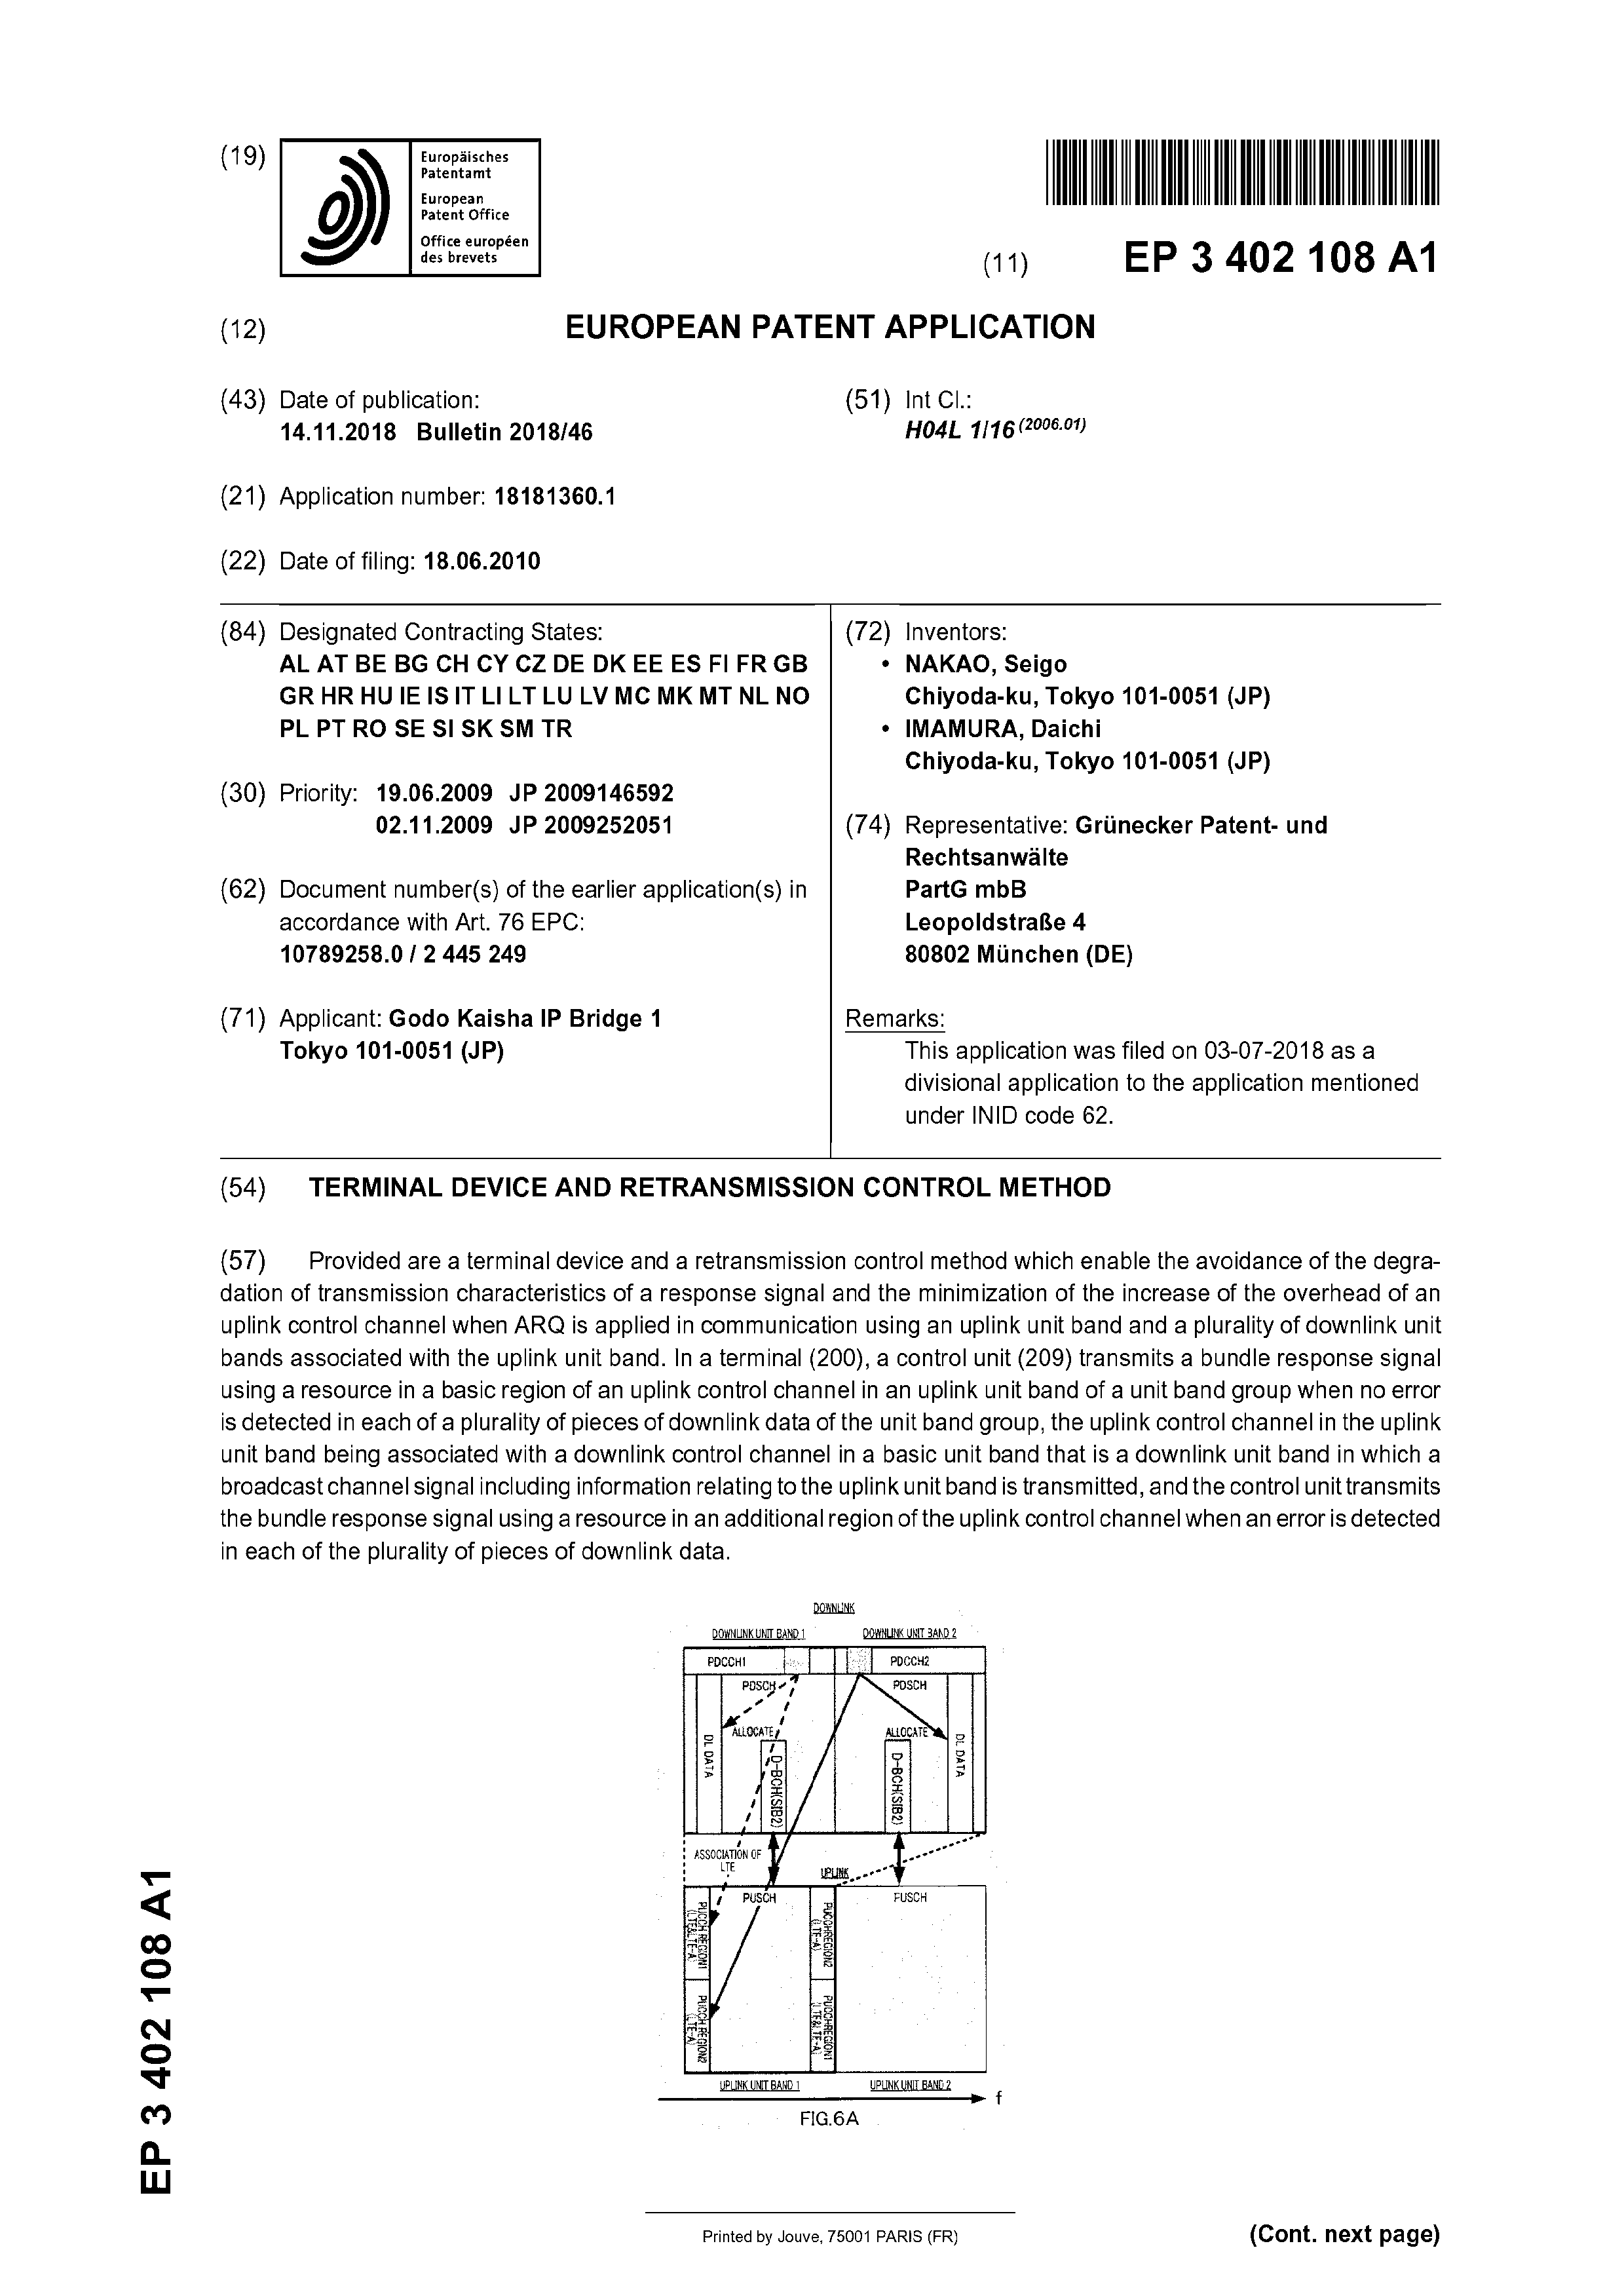 (19)
Europäisches
Patentamt
European
Patent Office
Office européen
des brevets
(11) EP 3 402 108 A1
(12) EUROPEAN PATENT APPLICATION
(43) Date of publication:
14.11.2018 Bulletin 2018/46
(51) Int Cl.:
H04L 1/16 (2006.01)
(21) Application number: 18181360.1
(22) Date of filing: 18.06.2010
(84) Designated Contracting States:
AL AT BE BG CH CY CZ DE DK EE ES FI FR GB
GR HR HU IE IS IT LI LT LU LV MC MK MT NL NO
PL PT RO SE SI SK SM TR
(30) Priority: 19.06.2009 JP 2009146592
02.11.2009 JP 2009252051
(62) Document number(s) of the earlier application(s) in
accordance with Art. 76 EPC:
10789258.0 / 2 445 249
(71) Applicant: Godo Kaisha IP Bridge 1
Tokyo 101-0051 (JP)
(72) Inventors:
• NAKAO, Seigo
Chiyoda-ku, Tokyo 101-0051 (JP)
• IMAMURA, Daichi
Chiyoda-ku, Tokyo 101-0051 (JP)
(74) Representative: Grünecker Patent- und
Rechtsanwälte
PartG mbB
Leopoldstraße 4
80802 München (DE)
Remarks:
This application was filed on 03-07-2018 as a
divisional application to the application mentioned
under INID code 62.
(54) TERMINAL DEVICE AND RETRANSMISSION CONTROL METHOD
(57) Provided are a terminal device and a retransmission control method which enable the avoidance of the degra-
dation of transmission characteristics of a response signal and the minimization of the increase of the overhead of an
uplink control channel when ARQ is applied in communication using an uplink unit band and a plurality of downlink unit
bands associated with the uplink unit band. In a terminal (200), a control unit (209) transmits a bundle response signal
using a resource in a basic region of an uplink control channel in an uplink unit band of a unit band group when no error
is detected in each of a plurality of pieces of downlink data of the unit band group, the uplink control channel in the uplink
unit band being associated with a downlink control channel in a basic unit band that is a downlink unit band in which a
broadcast channel signal including information relating to the uplink unit band is transmitted, and the control unit transmits
the bundle response signal using a resource in an additional region of the uplink control channel when an error is detected
in each of the plurality of pieces of downlink data.
DOWNLINK
DOWNLINK UNIT BAND 1 DOWNLINK UNIT BAND 2
PDCCH1 PDCCH2
PDSCH PDSCH
ALLOCATE ALLOCATE
DL DATA
D-BCH(SIB2)
D-BCH(SIB2)
DL DATA
ASSOCIATION OF
LTE
UPLINK
PUSCH PUSCH
PUCCH REGION1
(LTE&LTE-A)
PUCCH REGION2
(LTE-A)
PUCCHREGION2
(LTE-A)
PUCCHREGION1
(LTE&LTE-A)
UPLINK UNIT BAND 1 UPLINK UNIT BAND 2
f
FIG.6A
EP 3 402 108 A1
Printed by Jouve, 75001 PARIS (FR)
(Cont. next page)